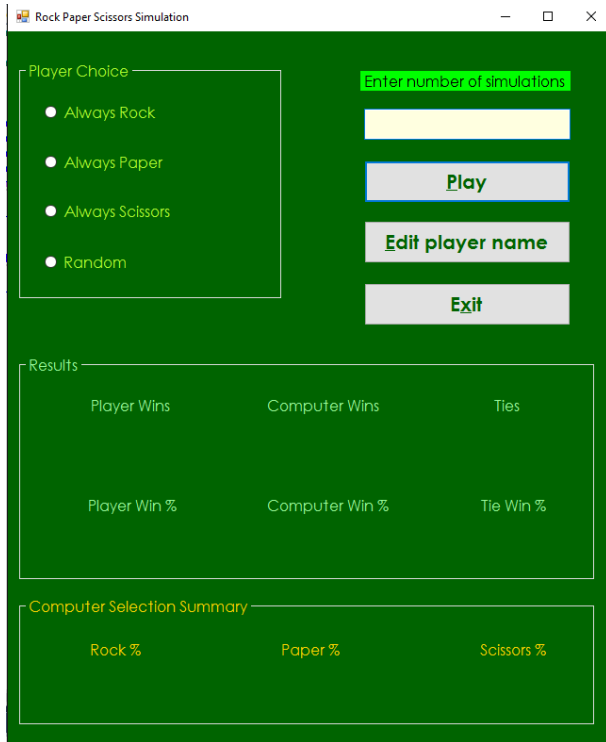 Rock Paper Scissors Simulation
Player Choice
Always Rock
Always Paper
Always Scissors
Random
Enter number of simulations
Play
Edit player name
Exit
Results
Player Wins Computer Wins Ties
Player Win % Computer Win % Tie Win %
Computer Selection Summary
Rock % Paper % Scissors %